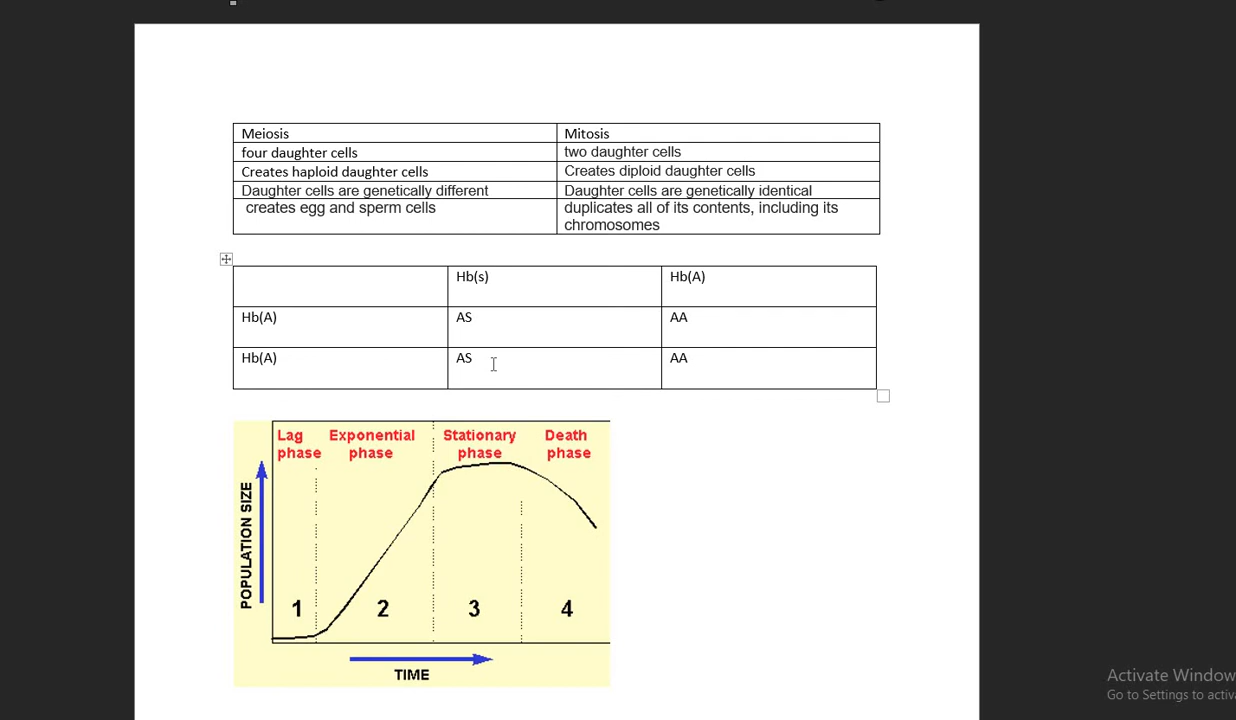 Meiosis Mitosis
four daughter cells two daughter cells
Creates haploid daughter cells Creates diploid daughter cells
Daughter cells are genetically different Daughter cells are genetically identical
creates egg and sperm cells duplicates all of its contents, including its
chromosomes
Hb(s) Hb(A)
Hb(A) AS AA
Hb(A) AS AA
Lag Exponential Stationary Death
phase phase phase phase
POPULATION SIZE
1 2 3 4
TIME
Activate Window
Go to Settings to activ